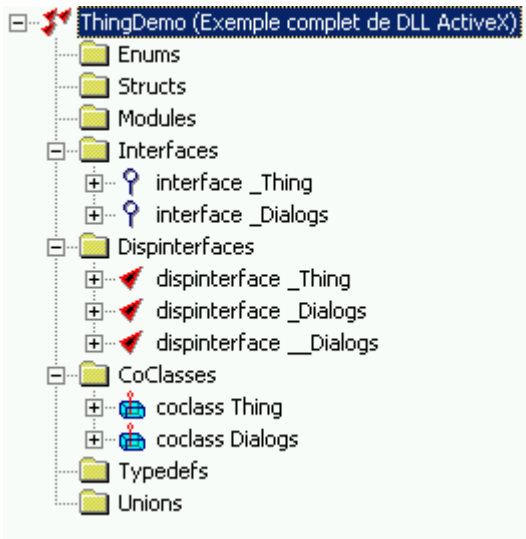 ThingDemo (Exemple complet de DLL ActiveX)
Enums
Structs
Modules
Interfaces
interface _Thing
interface _Dialogs
Dispinterfaces
dispinterface _Thing
dispinterface _Dialogs
dispinterface __Dialogs
CoClasses
coclass Thing
coclass Dialogs
Typedefs
Unions